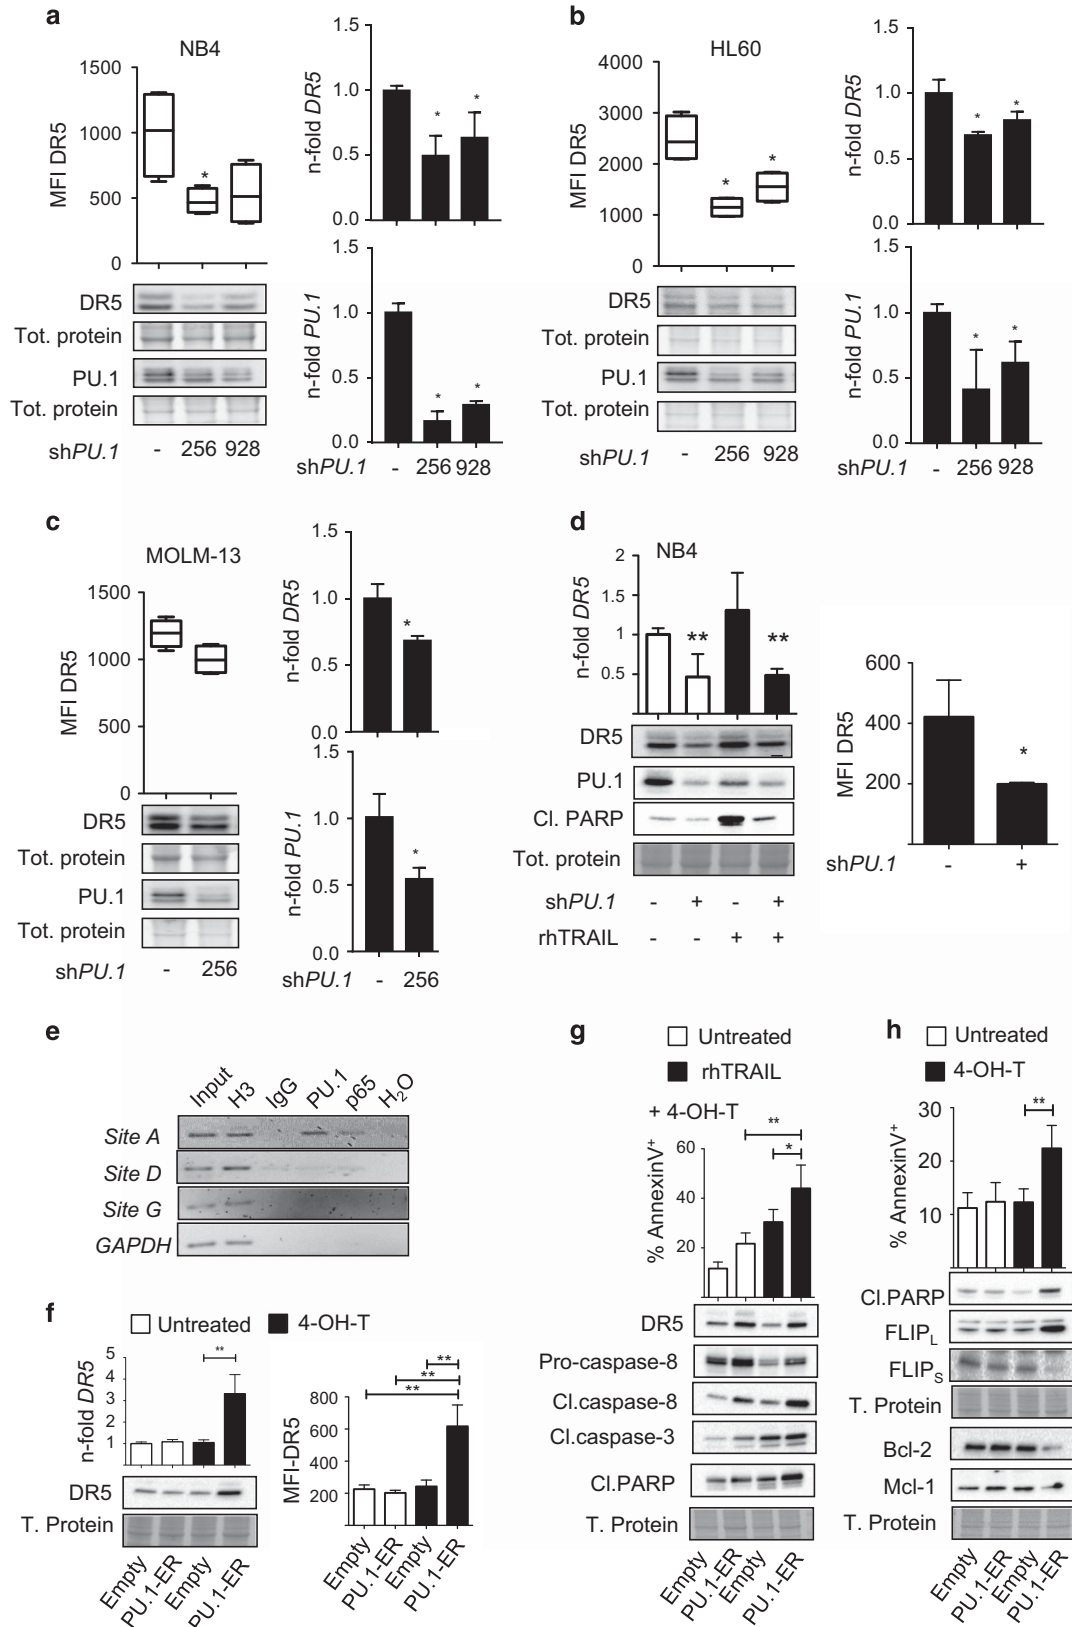 a
NB4
MFI DR5
1500
1000
500
0
*
n-fold DR5
1.5
1.0
0.5
0.0
* *
DR5
Tot. protein
PU.1
Tot. protein
shPU.1 - 256 928
n-fold PU.1
1.5
1.0
0.5
0.0
* *
shPU.1 - 256 928
b
HL60
MFI DR5
4000
3000
2000
1000
0
* *
n-fold DR5
1.5
1.0
0.5
0.0
* *
DR5
Tot. protein
PU.1
Tot. protein
shPU.1 - 256 928
n-fold PU.1
1.5
1.0
0.5
0.0
* *
shPU.1 - 256 928
c
MOLM-13
MFI DR5
1500
1000
500
0
n-fold DR5
1.5
1.0
0.5
0.0
*
DR5
Tot. protein
PU.1
Tot. protein
shPU.1 - 256
n-fold PU.1
1.5
1.0
0.5
0.0
*
shPU.1 - 256
d
NB4
n-fold DR5
2
1.5
1
0.5
** **
DR5
PU.1
Cl. PARP
Tot. protein
shPU.1 - + - +
rhTRAIL - - + +
MFI DR5
600
400
200
*
shPU.1 - +
e
Input H3 IgG PU.1 p65 H2O
Site A
Site D
Site G
GAPDH
f
Untreated 4-OH-T
n-fold DR5
5
4
3
2
1
**
DR5
T. Protein
Empty PU.1-ER Empty PU.1-ER
MFI-DR5
800
600
400
200
**
**
**
Empty PU.1-ER Empty PU.1-ER
g
Untreated
rhTRAIL
+ 4-OH-T
% AnnexinV+
60
40
20
**
*
DR5
Pro-caspase-8
Cl.caspase-8
Cl.caspase-3
Cl.PARP
T. Protein
Empty PU.1-ER Empty PU.1-ER
h
Untreated
4-OH-T
% AnnexinV+
30
20
10
**
Cl.PARP
FLIPL
FLIPS
T. Protein
Bcl-2
Mcl-1
T. Protein
Empty PU.1-ER Empty PU.1-ER